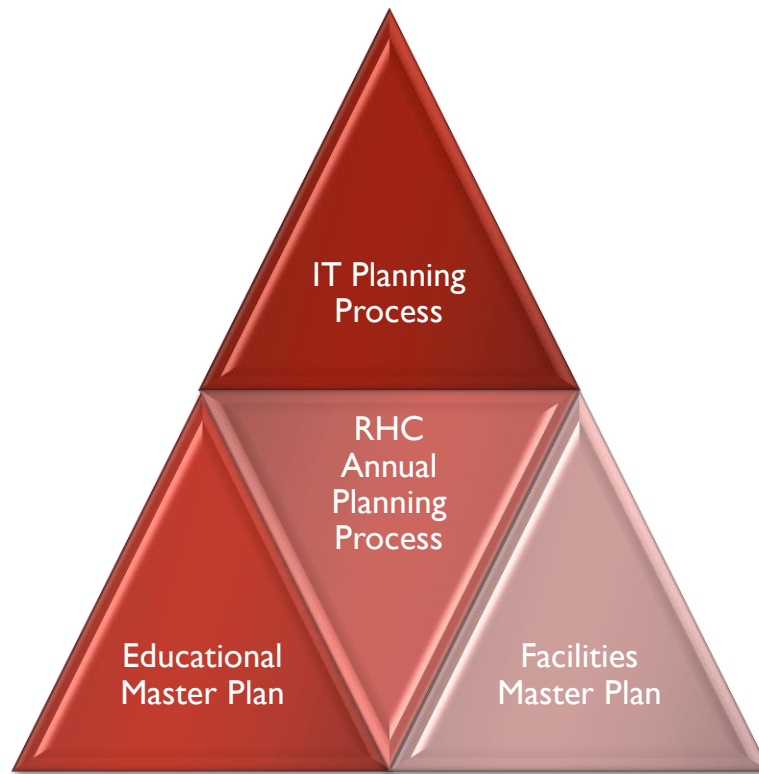 IT Planning
Process
RHC
Annual
Planning
Process
Educational
Master Plan
Facilities
Master Plan